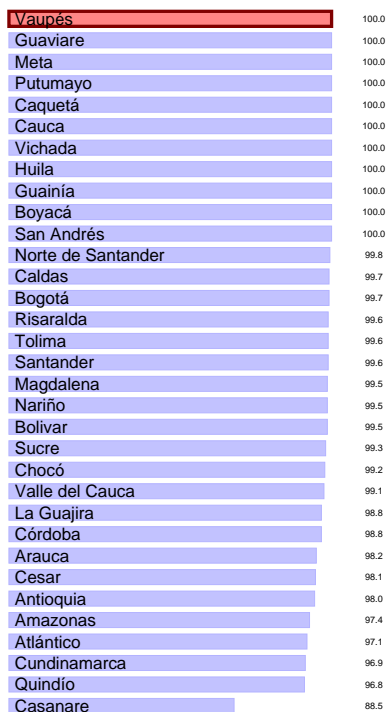 Vaupés 100.0
Guaviare 100.0
Meta 100.0
Putumayo 100.0
Caquetá 100.0
Cauca 100.0
Vichada 100.0
Huila 100.0
Guainía 100.0
Boyacá 100.0
San Andrés 100.0
Norte de Santander 99.8
Caldas 99.7
Bogotá 99.7
Risaralda 99.6
Tolima 99.6
Santander 99.6
Magdalena 99.5
Nariño 99.5
Bolivar 99.5
Sucre 99.3
Chocó 99.2
Valle del Cauca 99.1
La Guajira 98.8
Córdoba 98.8
Arauca 98.2
Cesar 98.1
Antioquia 98.0
Amazonas 97.4
Atlántico 97.1
Cundinamarca 96.9
Quindío 96.8
Casanare 88.5